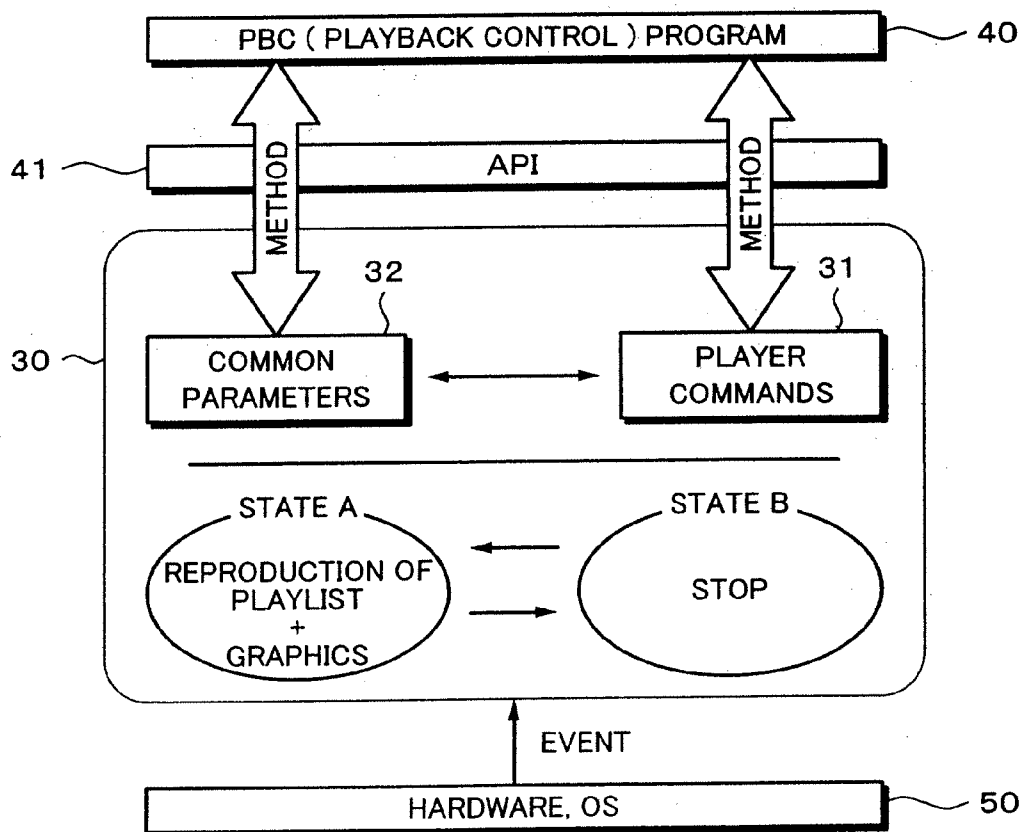 PBC ( PLAYBACK CONTROL ) PROGRAM
40
41
API
METHOD
METHOD
30
32
COMMON
PARAMETERS
31
PLAYER
COMMANDS
STATE A
REPRODUCTION OF
PLAYLIST
+
GRAPHICS
STATE B
STOP
EVENT
HARDWARE, OS
50